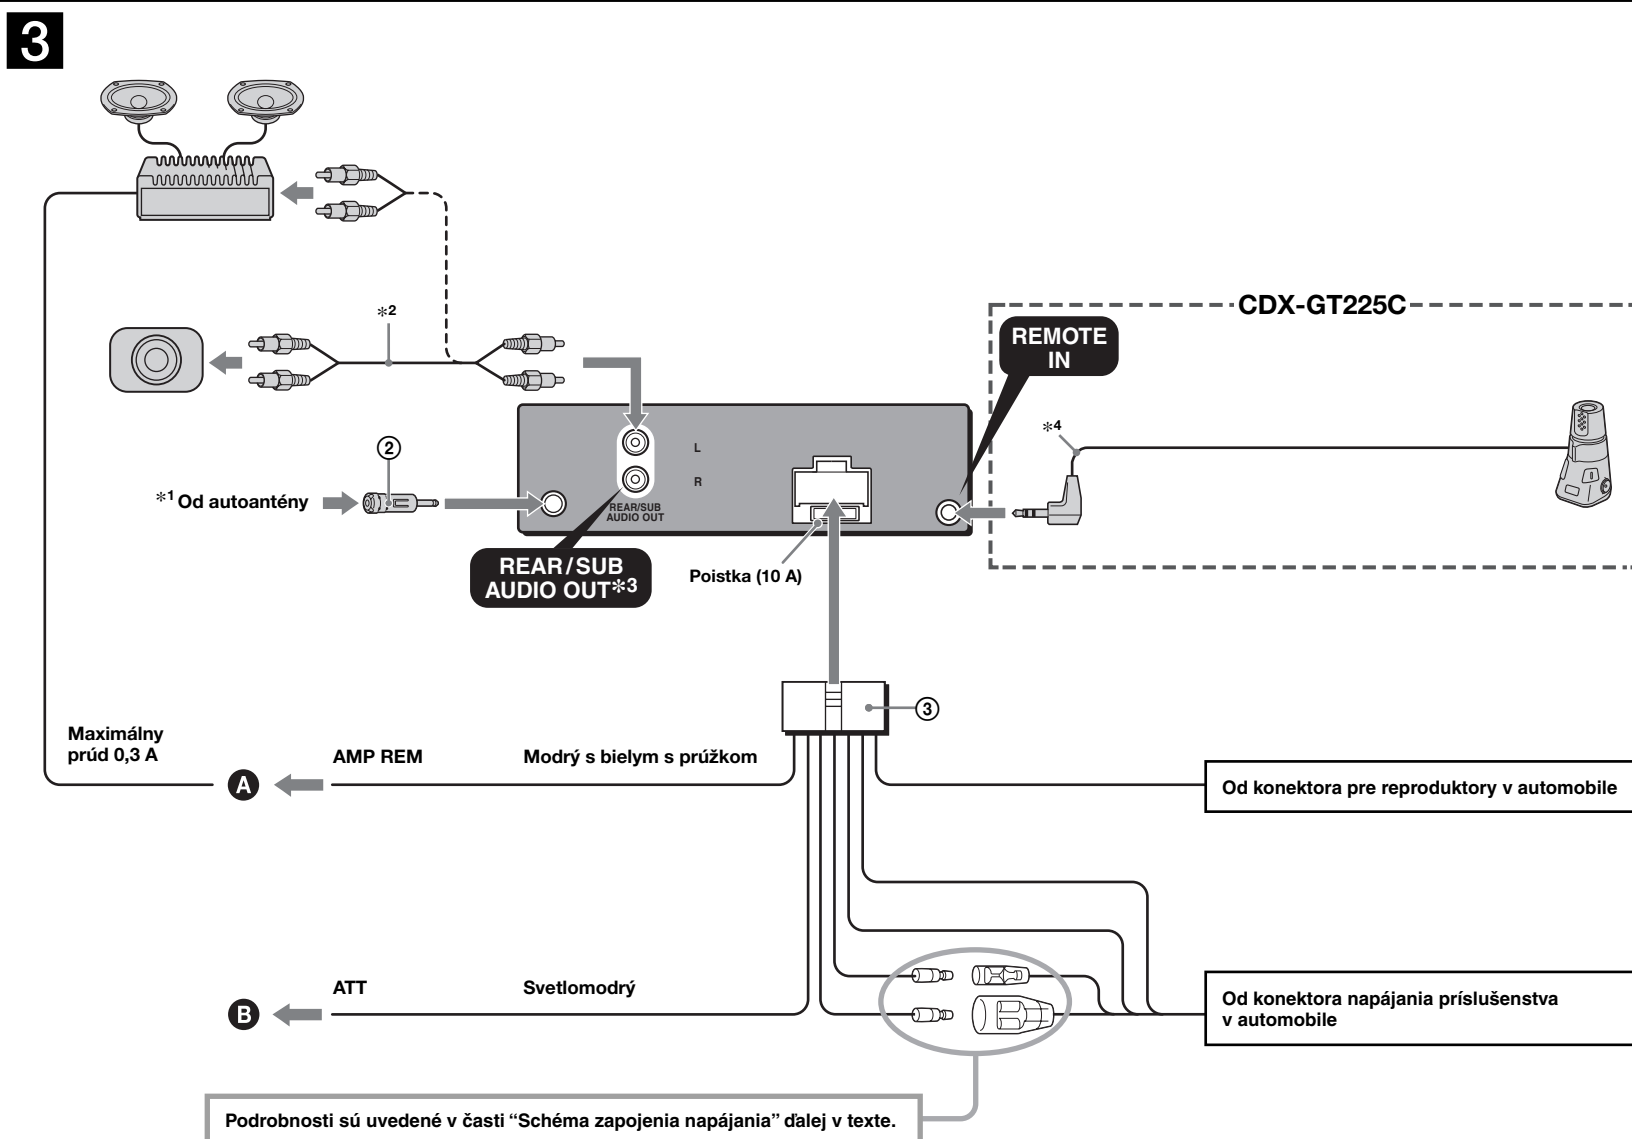 3
CDX-GT225C
REMOTE
IN
*2
*4
2
L
*1 Od autoantény
R
REAR/SUB
AUDIO OUT
REAR/SUB
AUDIO OUT*3
Poistka (10 A)
3
Maximálny
prúd 0,3 A
A
AMP REM
Modrý s bielym s prúžkom
Od konektora pre reproduktory v automobile
B
ATT
Svetlomodrý
Od konektora napájania príslušenstva
v automobile
Podrobnosti sú uvedené v časti “Schéma zapojenia napájania” ďalej v texte.